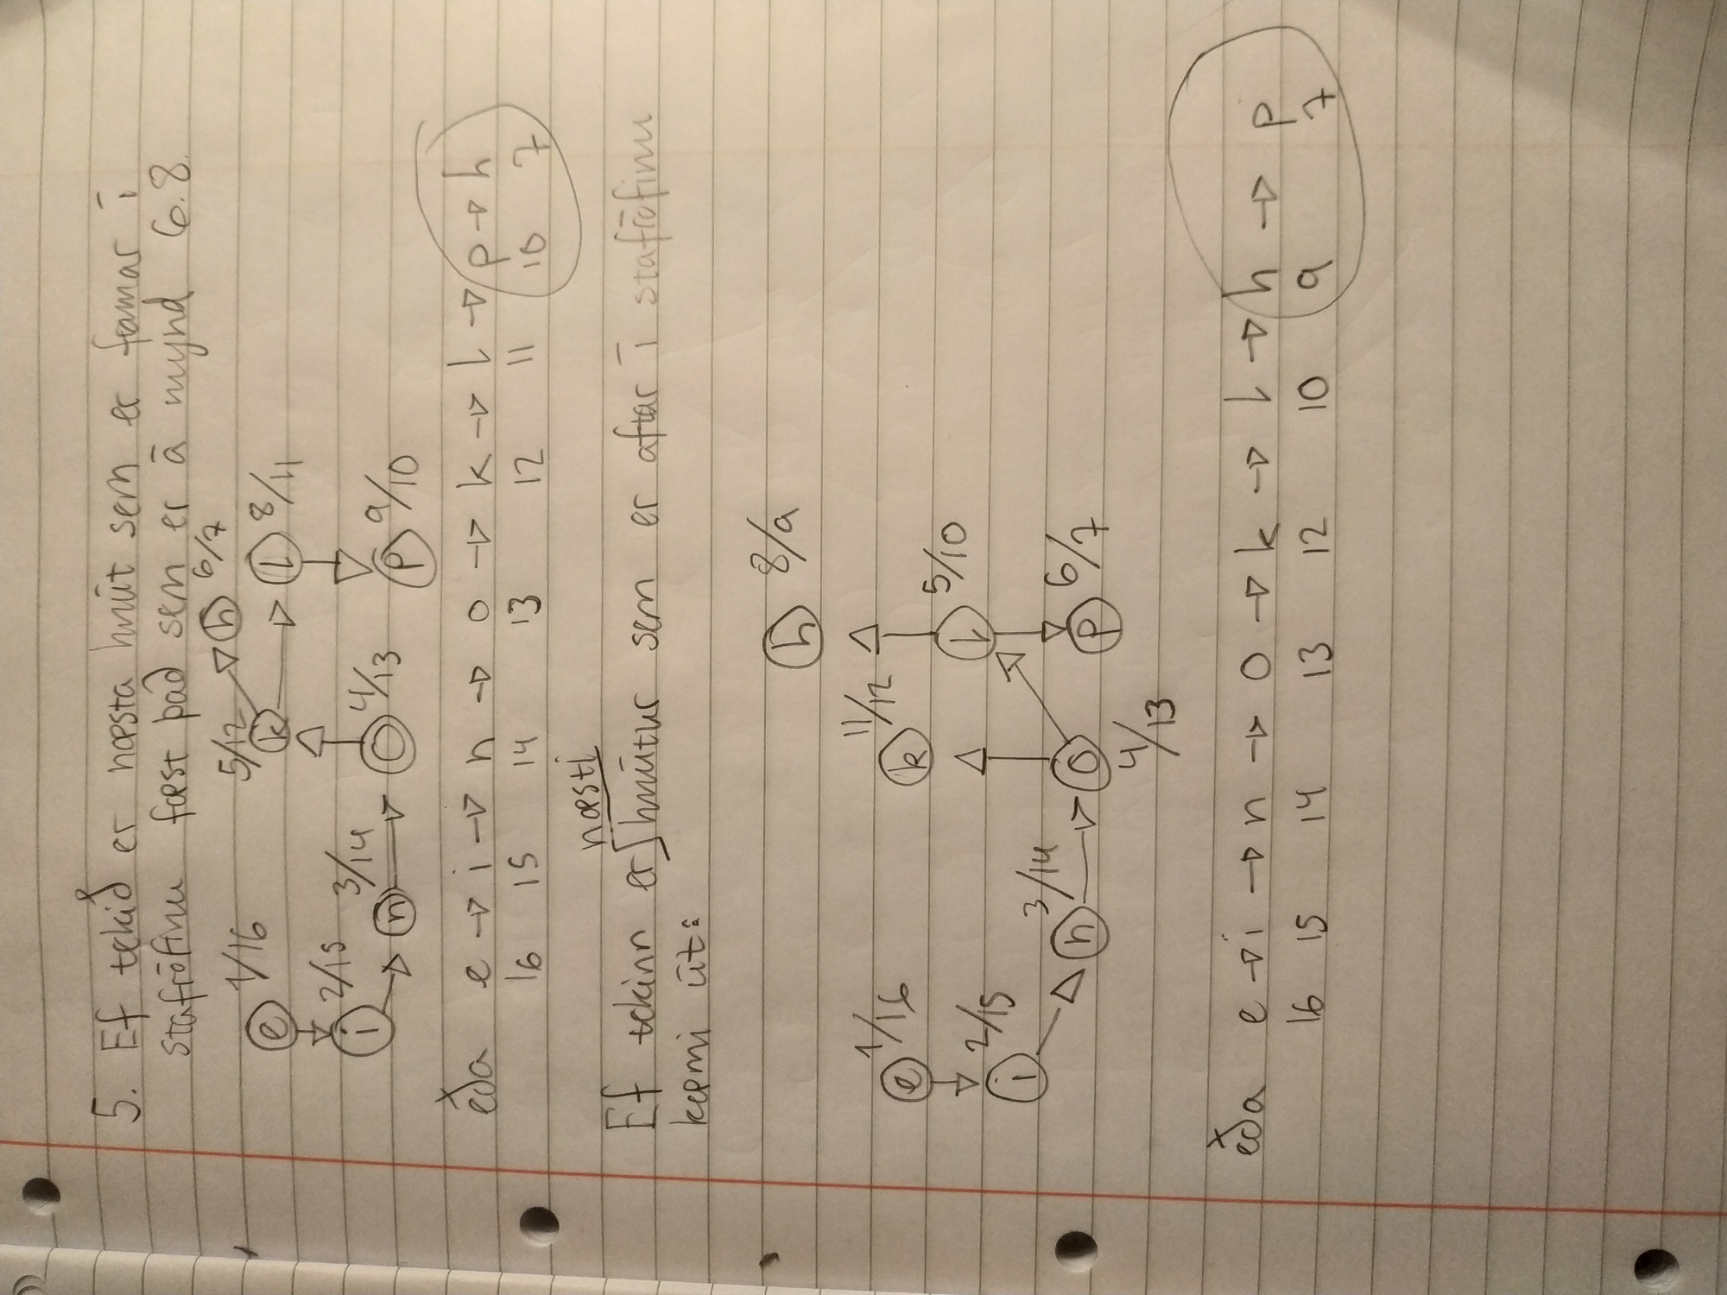 5. Ef tekið er næsta hnút sem er framar í
stafrófinu fæst það sem er á mynd 6.8.
e 1/16 k 5/12 h 6/7 l 8/11
i 2/15 n 3/14 o 4/13 p 9/10
eða e → i → n → o → k → l → p → h
16 15 14 13 12 11 10 7
næsti
Ef tekinn er hnútur sem er aftar í stafrófinu
kæmi út:
h 8/9
e 1/16 k 11/12 l 5/10
i 2/15
n 3/14 o p 6/7
4/13
eða e → i → n → o → k → l → h → p
16 15 14 13 12 10 9 7